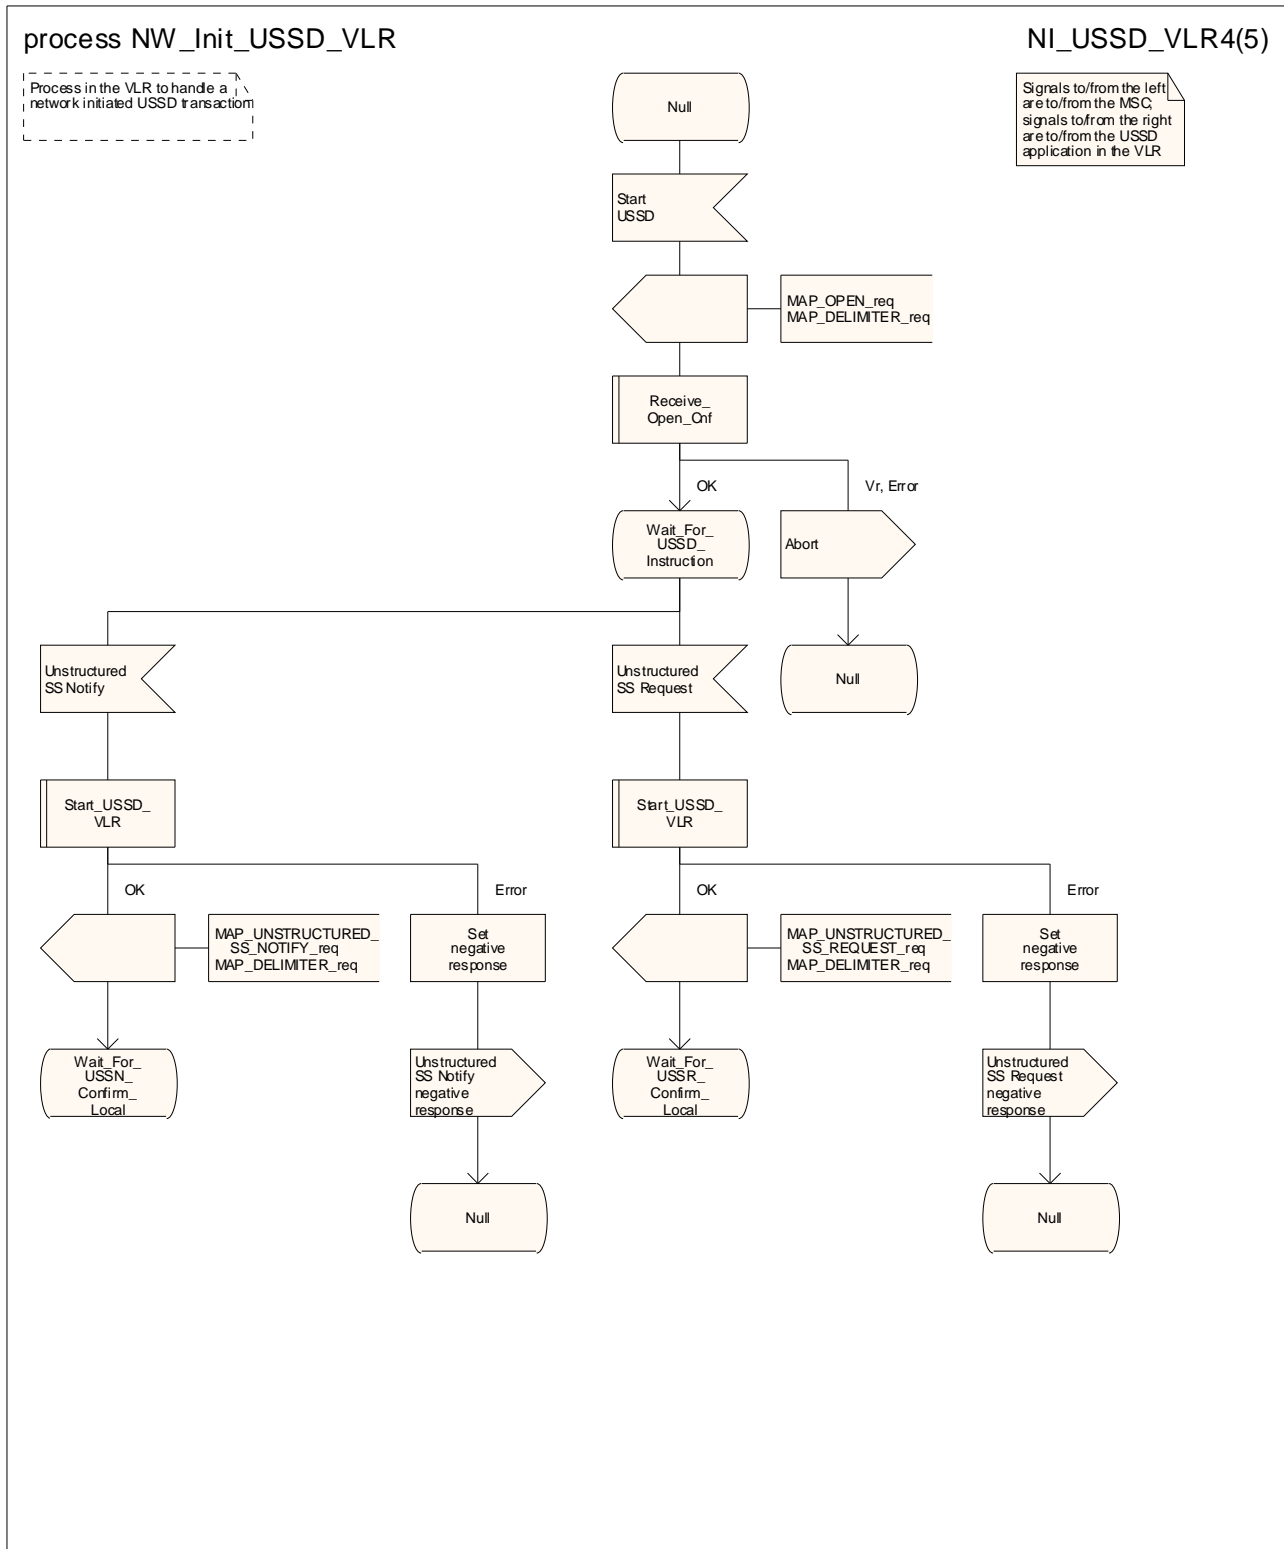 process NW_Init_USSD_VLR
NI_USSD_VLR4(5)
Process in the VLR to handle a
network initiated USSD transaction
Signals to/from the left
are to/from the MSC;
signals to/from the right
are to/from the USSD
application in the VLR
Null
Start
USSD
MAP_OPEN_req
MAP_DELIMITER_req
Receive_
Open_Cnf
OK
Vr, Error
Wait_For_
USSD_
Instruction
Abort
Null
Unstructured
SS Notify
Unstructured
SS Request
Start_USSD_
VLR
Start_USSD_
VLR
OK
Error
OK
Error
MAP_UNSTRUCTURED_
SS_NOTIFY_req
MAP_DELIMITER_req
Set
negative
response
MAP_UNSTRUCTURED_
SS_REQUEST_req
MAP_DELIMITER_req
Set
negative
response
Wait_For_
USSN_
Confirm_
Local
Unstructured
SS Notify
negative
response
Wait_For_
USSR_
Confirm_
Local
Unstructured
SS Request
negative
response
Null
Null